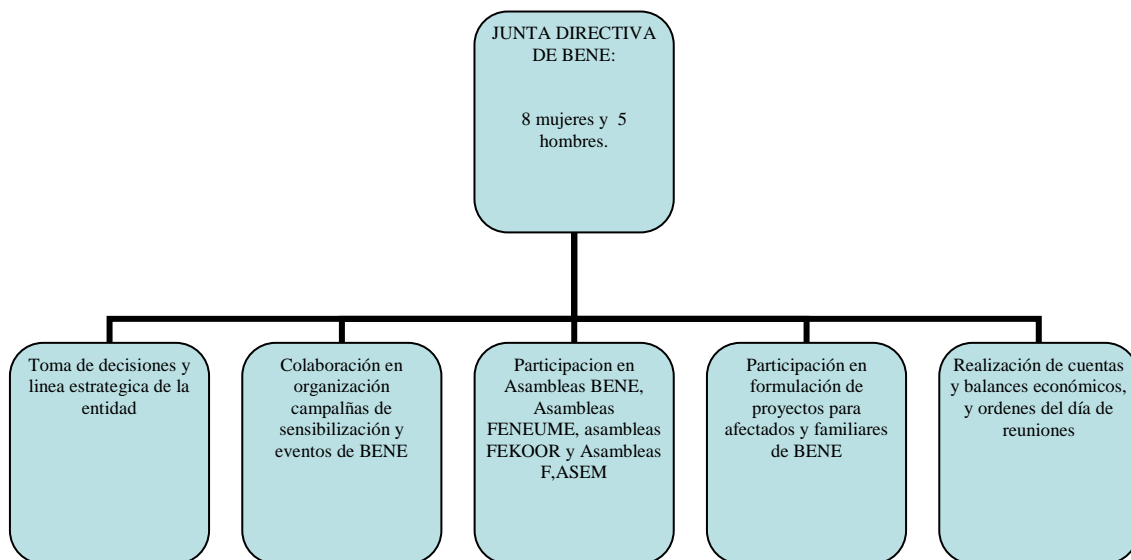 JUNTA DIRECTIVA
DE BENE:
8 mujeres y 5
hombres.
Toma de decisiones y
linea estrategica de la
entidad
Colaboración en
organización
campalñas de
sensibilización y
eventos de BENE
Participacion en
Asambleas BENE,
Asambleas
FENEUME, asambleas
FEKOOR y Asambleas
F,ASEM
Participación en
formulación de
proyectos para
afectados y familiares
de BENE
Realización de cuentas
y balances económicos,
y ordenes del día de
reuniones